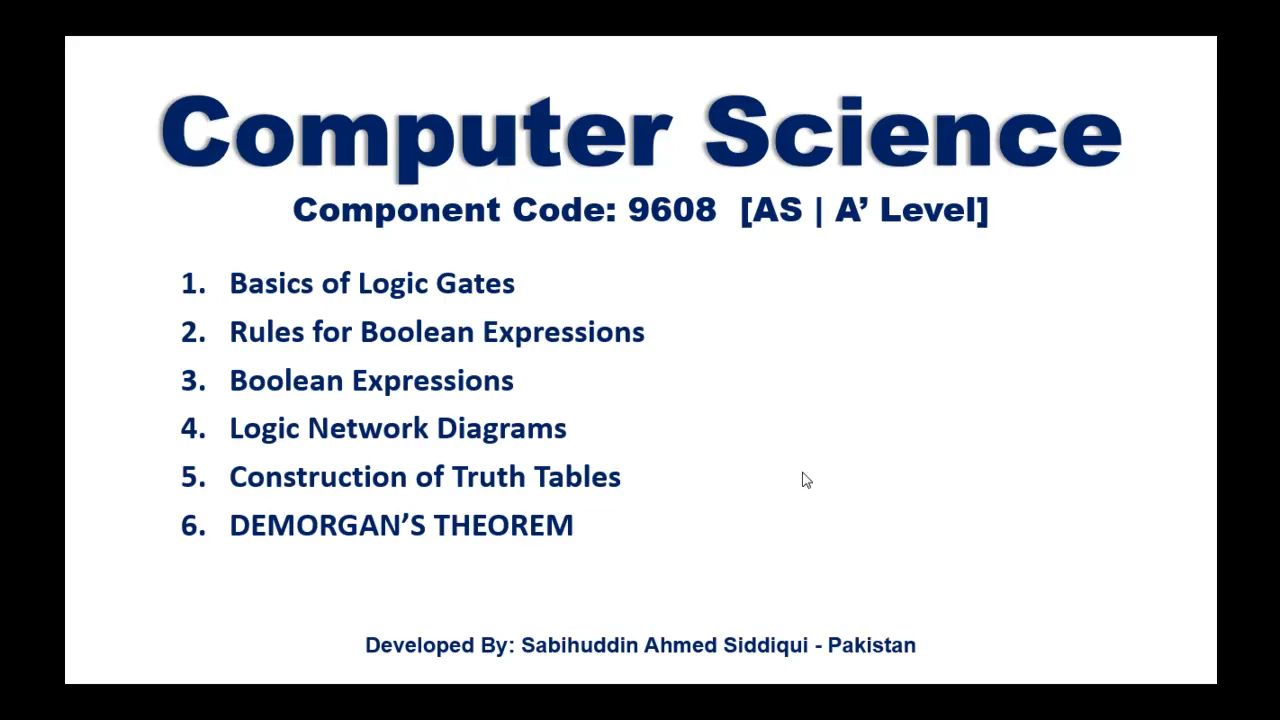 Computer Science
Component Code: 9608 [AS | A’ Level]
1. Basics of Logic Gates
2. Rules for Boolean Expressions
3. Boolean Expressions
4. Logic Network Diagrams
5. Construction of Truth Tables
6. DEMORGAN’S THEOREM
Developed By: Sabihuddin Ahmed Siddiqui - Pakistan